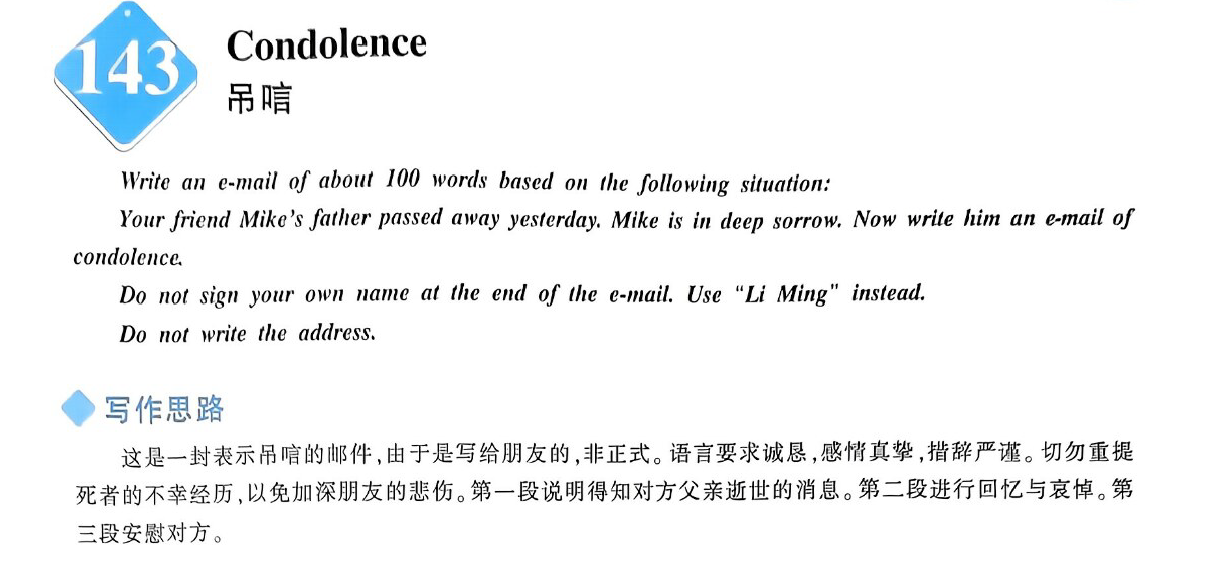 143
Condolence
吊唁
Write an e-mail of about 100 words based on the following situation:
Your friend Mike's father passed away yesterday. Mike is in deep sorrow. Now write him an e-mail of
condolence.
Do not sign your own name at the end of the e-mail. Use "Li Ming" instead.
Do not write the address.
写作思路
这是一封表示吊唁的邮件,由于是写给朋友的,非正式。语言要求诚恳,感情真挚,措辞严谨。切勿重提
死者的不幸经历,以免加深朋友的悲伤。第一段说明得知对方父亲逝世的消息。第二段进行回忆与哀悼。第
三段安慰对方。